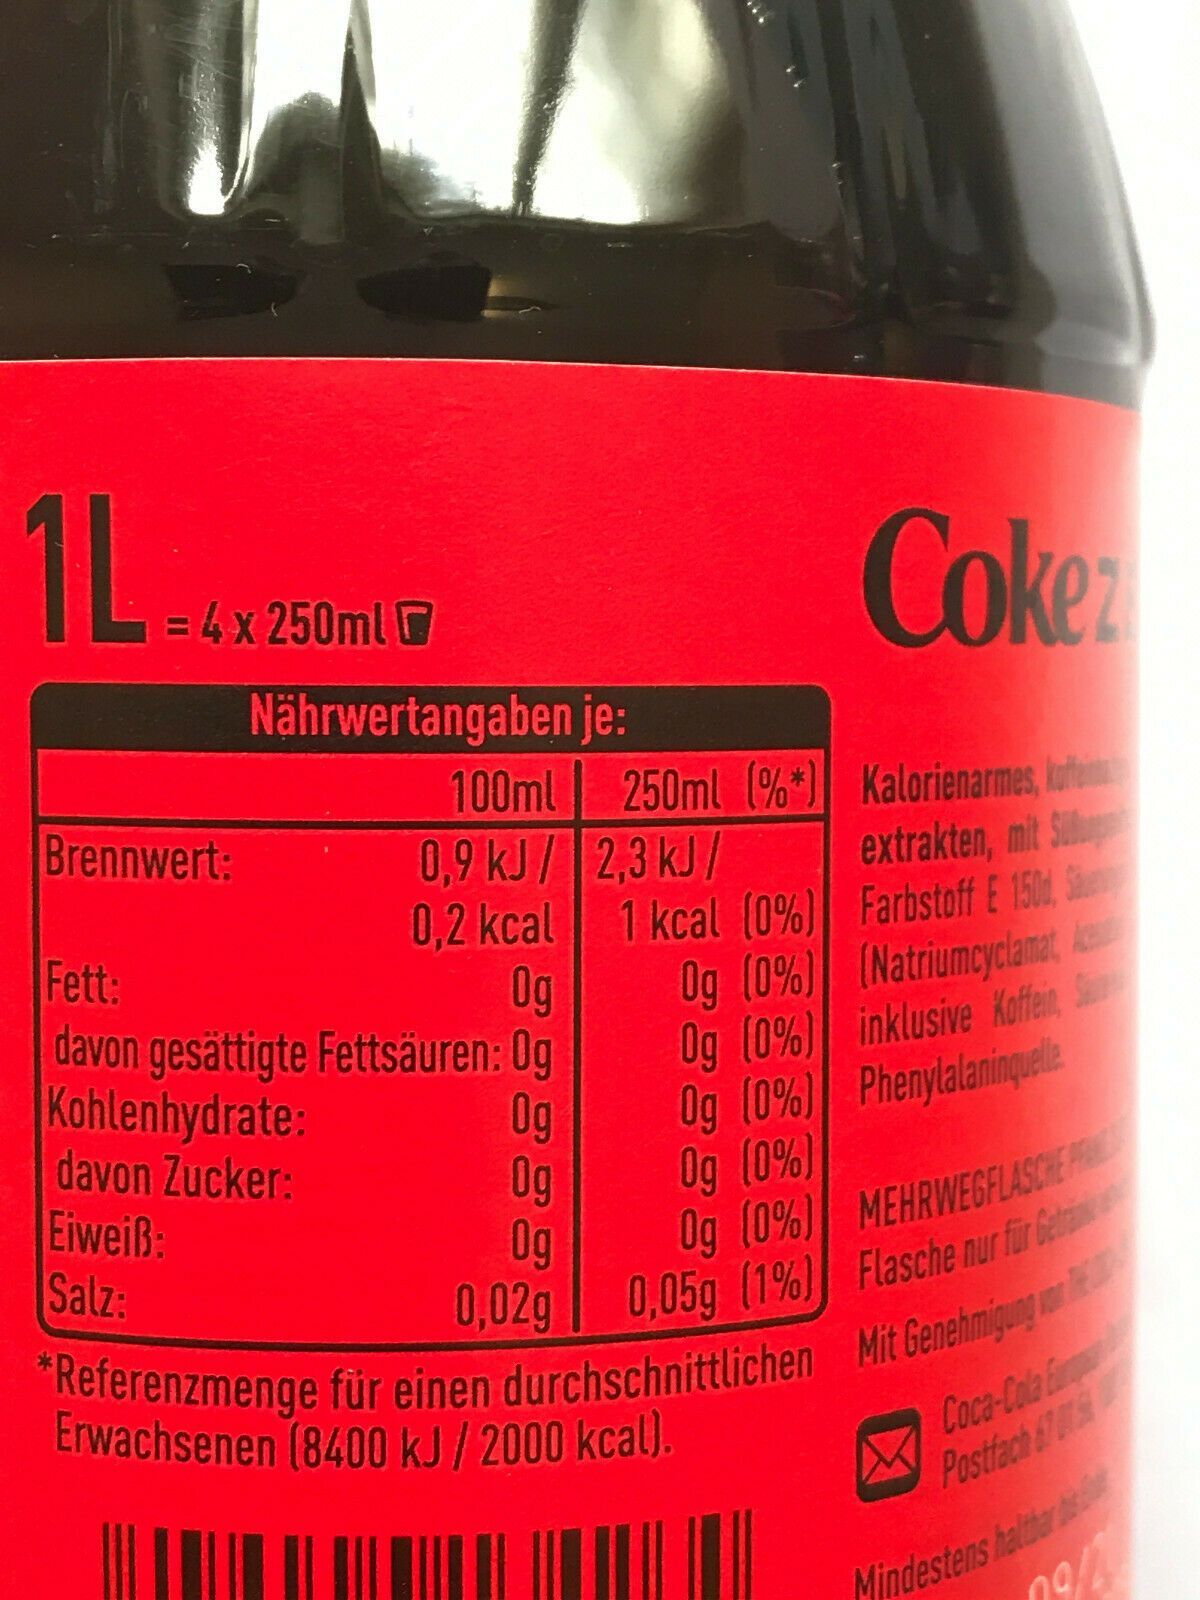 1L = 4 x 250ml
Nährwertangaben je:
100ml 250ml (%*)
Brennwert: 0,9 kJ / 2,3 kJ /
0,2 kcal 1 kcal (0%)
Fett: 0g 0g (0%)
davon gesättigte Fettsäuren: 0g 0g (0%)
Kohlenhydrate: 0g 0g (0%)
davon Zucker: 0g 0g (0%)
Eiweiß: 0g 0g (0%)
Salz: 0,02g 0,05g (1%)
*Referenzmenge für einen durchschnittlichen
Erwachsenen (8400 kJ / 2000 kcal).
Coke
Kalorienarmes,
extrakten, mit
Farbstoff E 150d,
(Natriumcyclamat,
inklusive Koffein,
Phenylalaninquelle.
MEHRWEGFLASCHE
Flasche nur für
Mit Genehmigung von
Coca-Cola
Postfach
Mindestens haltbar bis